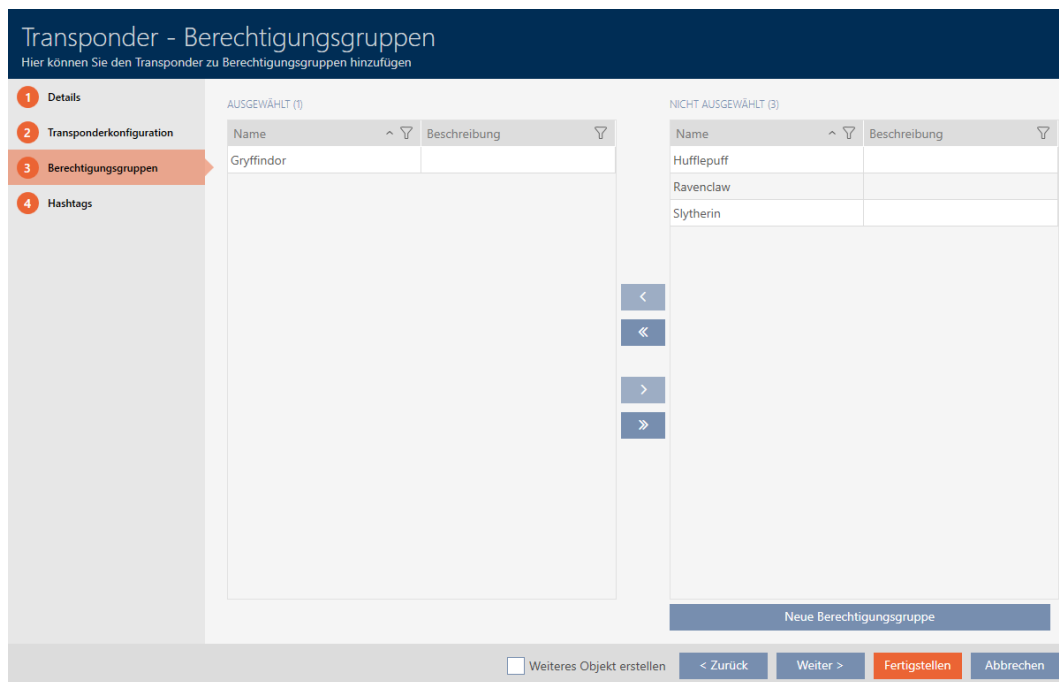 Transponder - Berechtigungsgruppen
Hier können Sie den Transponder zu Berechtigungsgruppen hinzufügen
1 Details
2 Transponderkonfiguration
3 Berechtigungsgruppen
4 Hashtags
AUSGEWÄHLT (1)
Name Beschreibung
Gryffindor
NICHT AUSGEWÄHLT (3)
Name Beschreibung
Hufflepuff
Ravenclaw
Slytherin
<
«
>
»
Neue Berechtigungsgruppe
Weiteres Objekt erstellen < Zurück Weiter > Fertigstellen Abbrechen